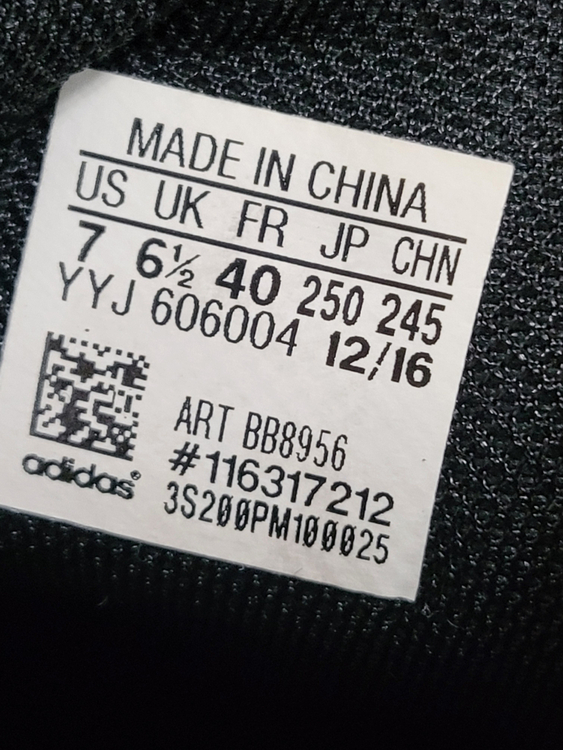 MADE IN CHINA
US UK FR JP CHN
7 6½ 40 250 245
YYJ 606004 12/16
ART BB8956
#116317212
adidas®
3S200PM100025